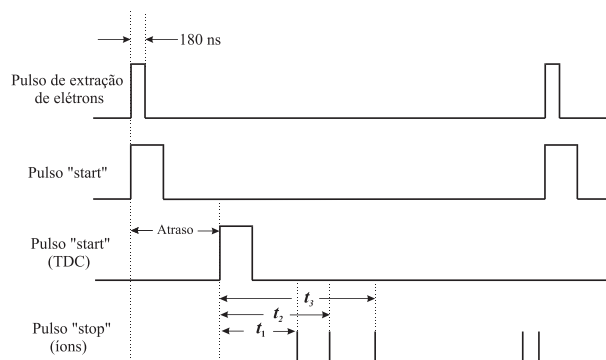 180 ns
Pulso de extração
de elétrons
Pulso "start"
Atraso
Pulso "start"
(TDC)
t3
t2
t1
Pulso "stop"
(íons)